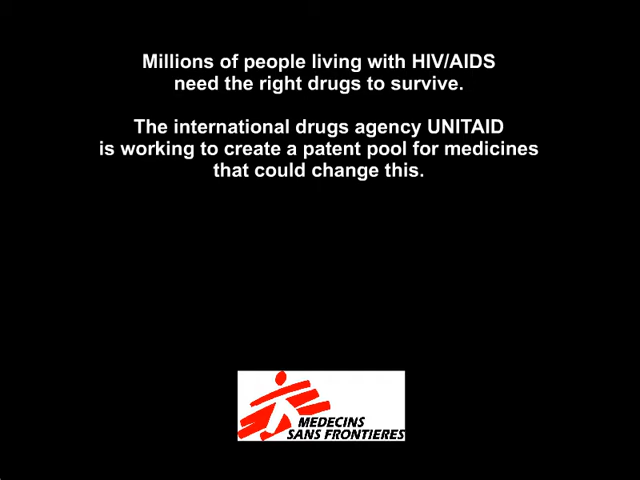 Millions of people living with HIV/AIDS
need the right drugs to survive.
The international drugs agency UNITAID
is working to create a patent pool for medicines
that could change this.
MEDECINS
SANS FRONTIERES